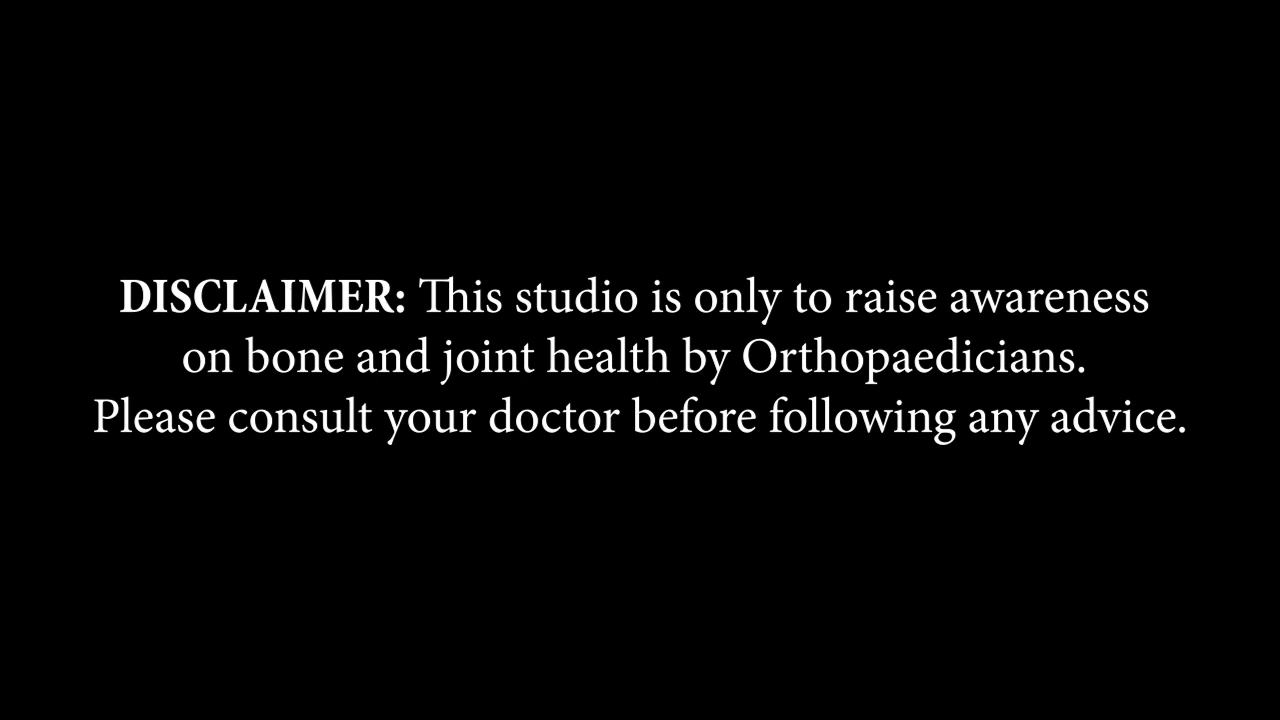 DISCLAIMER: This studio is only to raise awareness
on bone and joint health by Orthopaedicians.
Please consult your doctor before following any advice.